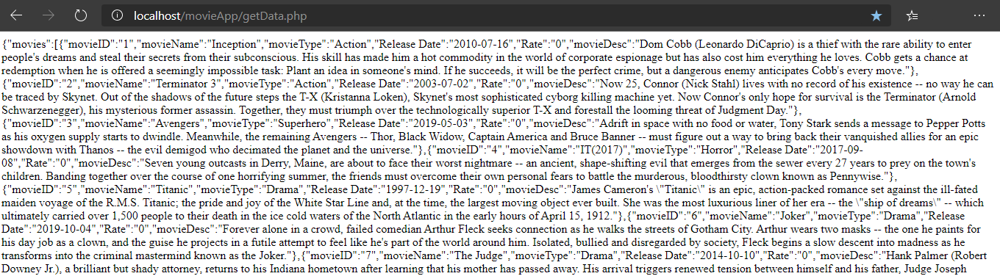 localhost/movieApp/getData.php
{"movies":[{"movieID":"1","movieName":"Inception","movieType":"Action","Release Date":"2010-07-16","Rate":"0","movieDesc":"Dom Cobb (Leonardo DiCaprio) is a thief with the rare ability to enter
people's dreams and steal their secrets from their subconscious. His skill has made him a hot commodity in the world of corporate espionage but has also cost him everything he loves. Cobb gets a chance at
redemption when he is offered a seemingly impossible task: Plant an idea in someone's mind. If he succeeds, it will be the perfect crime, but a dangerous enemy anticipates Cobb's every move."},
{"movieID":"2","movieName":"Terminator 3","movieType":"Action","Release Date":"2003-07-02","Rate":"0","movieDesc":"Now 25, Connor (Nick Stahl) lives with no record of his existence -- no way he can
be traced by Skynet. Out of the shadows of the future steps the T-X (Kristanna Loken), Skynet's most sophisticated cyborg killing machine yet. Now Connor's only hope for survival is the Terminator (Arnold
Schwarzenegger), his mysterious former assassin. Together, they must triumph over the technologically superior T-X and forestall the looming threat of Judgment Day."},
{"movieID":"3","movieName":"Avengers","movieType":"Superhero","Release Date":"2019-05-03","Rate":"0","movieDesc":"Adrift in space with no food or water, Tony Stark sends a message to Pepper Potts
as his oxygen supply starts to dwindle. Meanwhile, the remaining Avengers -- Thor, Black Widow, Captain America and Bruce Banner -- must figure out a way to bring back their vanquished allies for an epic
showdown with Thanos -- the evil demigod who decimated the planet and the universe."},{"movieID":"4","movieName":"IT(2017)","movieType":"Horror","Release Date":"2017-09-
08","Rate":"0","movieDesc":"Seven young outcasts in Derry, Maine, are about to face their worst nightmare -- an ancient, shape-shifting evil that emerges from the sewer every 27 years to prey on the town's
children. Banding together over the course of one horrifying summer, the friends must overcome their own personal fears to battle the murderous, bloodthirsty clown known as Pennywise."},
{"movieID":"5","movieName":"Titanic","movieType":"Drama","Release Date":"1997-12-19","Rate":"0","movieDesc":"James Cameron's \"Titanic\" is an epic, action-packed romance set against the ill-fated
maiden voyage of the R.M.S. Titanic; the pride and joy of the White Star Line and, at the time, the largest moving object ever built. She was the most luxurious liner of her era -- the \"ship of dreams\" -- which
ultimately carried over 1,500 people to their death in the ice cold waters of the North Atlantic in the early hours of April 15, 1912."},{"movieID":"6","movieName":"Joker","movieType":"Drama","Release
Date":"2019-10-04","Rate":"0","movieDesc":"Forever alone in a crowd, failed comedian Arthur Fleck seeks connection as he walks the streets of Gotham City. Arthur wears two masks -- the one he paints for
his day job as a clown, and the guise he projects in a futile attempt to feel like he's part of the world around him. Isolated, bullied and disregarded by society, Fleck begins a slow descent into madness as he
transforms into the criminal mastermind known as the Joker."},{"movieID":"7","movieName":"The Judge","movieType":"Drama","Release Date":"2014-10-10","Rate":"0","movieDesc":"Hank Palmer (Robert
Downey Jr.), a brilliant but shady attorney, returns to his Indiana hometown after learning that his mother has passed away. His arrival triggers renewed tension between himself and his father, Judge Joseph